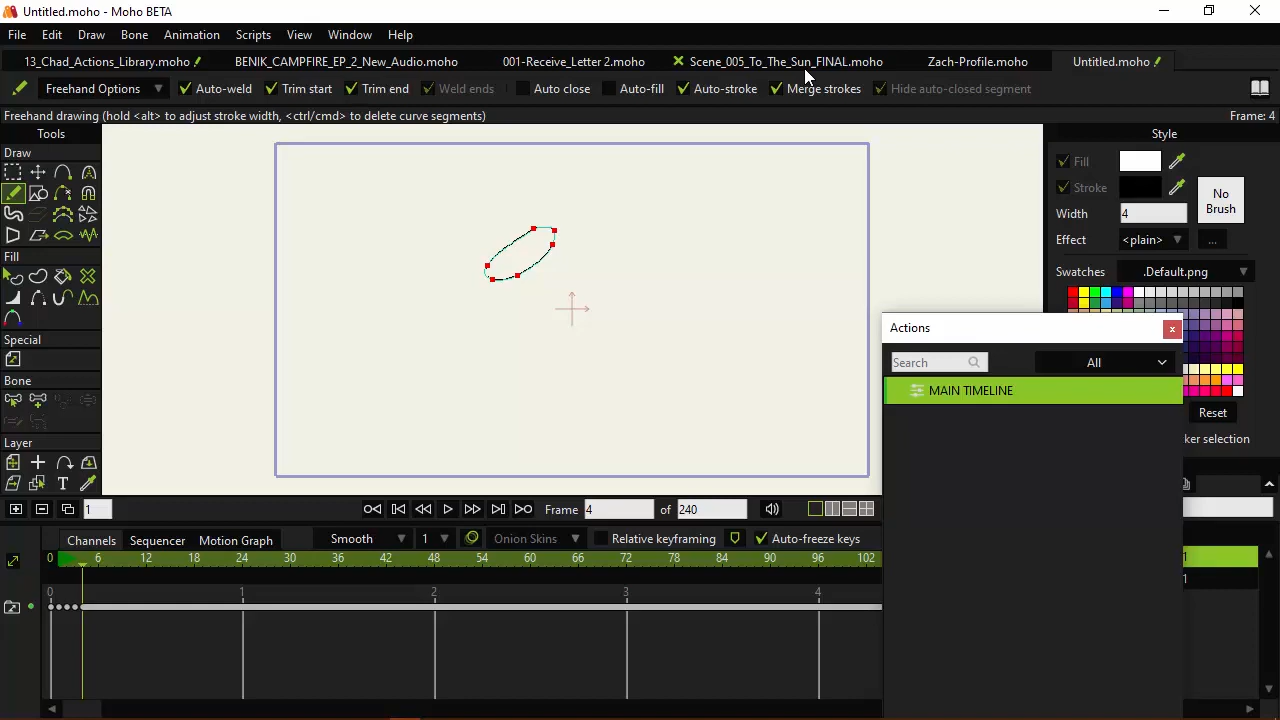 Untitled.moho - Moho BETA
File Edit Draw Bone Animation Scripts View Window Help
13_Chad_Actions_Library.moho BENIK_CAMPFIRE_EP_2_New_Audio.moho 001-Receive_Letter 2.moho Scene_005_To_The_Sun_FINAL.moho Zach-Profile.moho Untitled.moho
Freehand Options Auto-weld Trim start Trim end Weld ends Auto close Auto-fill Auto-stroke Merge strokes Hide auto-closed segment
Freehand drawing (hold <alt> to adjust stroke width, <ctrl/cmd> to delete curve segments) Frame: 4
Tools Style
Draw
Fill
Stroke
No
Brush
Width 4
Effect <plain> ...
Fill
Swatches .Default.png
Actions
Special
Search All
MAIN TIMELINE
Bone
Reset
Layer
ker selection
1 Frame 4 of 240
Channels Sequencer Motion Graph Smooth 1 Onion Skins Relative keyframing Auto-freeze keys
0 6 12 18 24 30 36 42 48 54 60 66 72 78 84 90 96 102 1
0 1 2 3 4 1